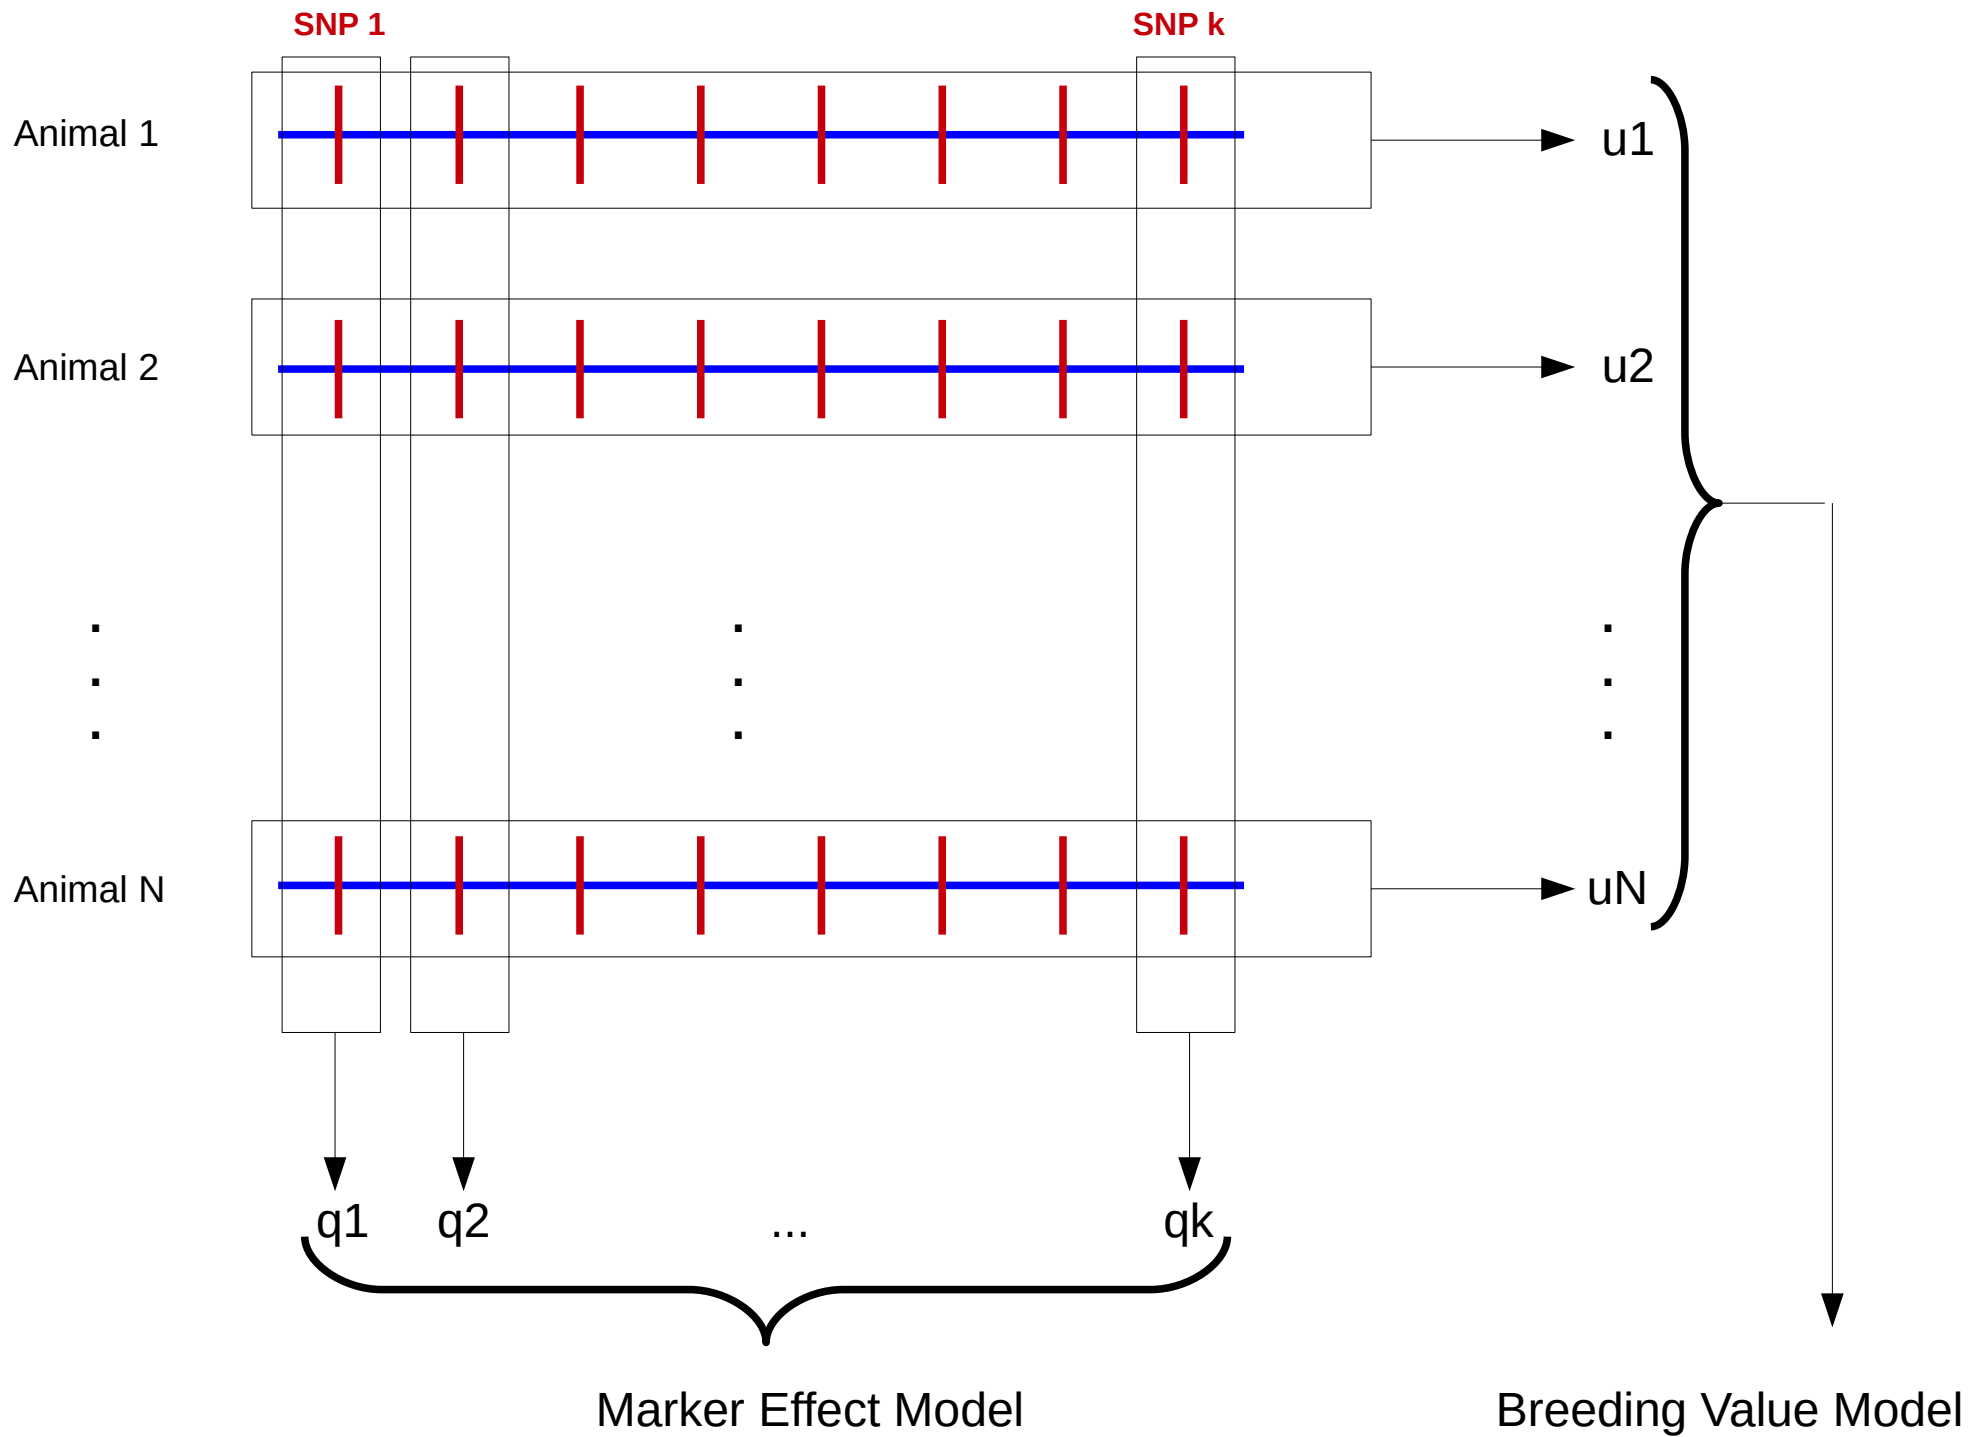 SNP 1
SNP k
Animal 1
u1
Animal 2
u2
.
.
.
.
.
.
.
.
.
Animal N
uN
q1
q2
...
qk
Marker Effect Model
Breeding Value Model